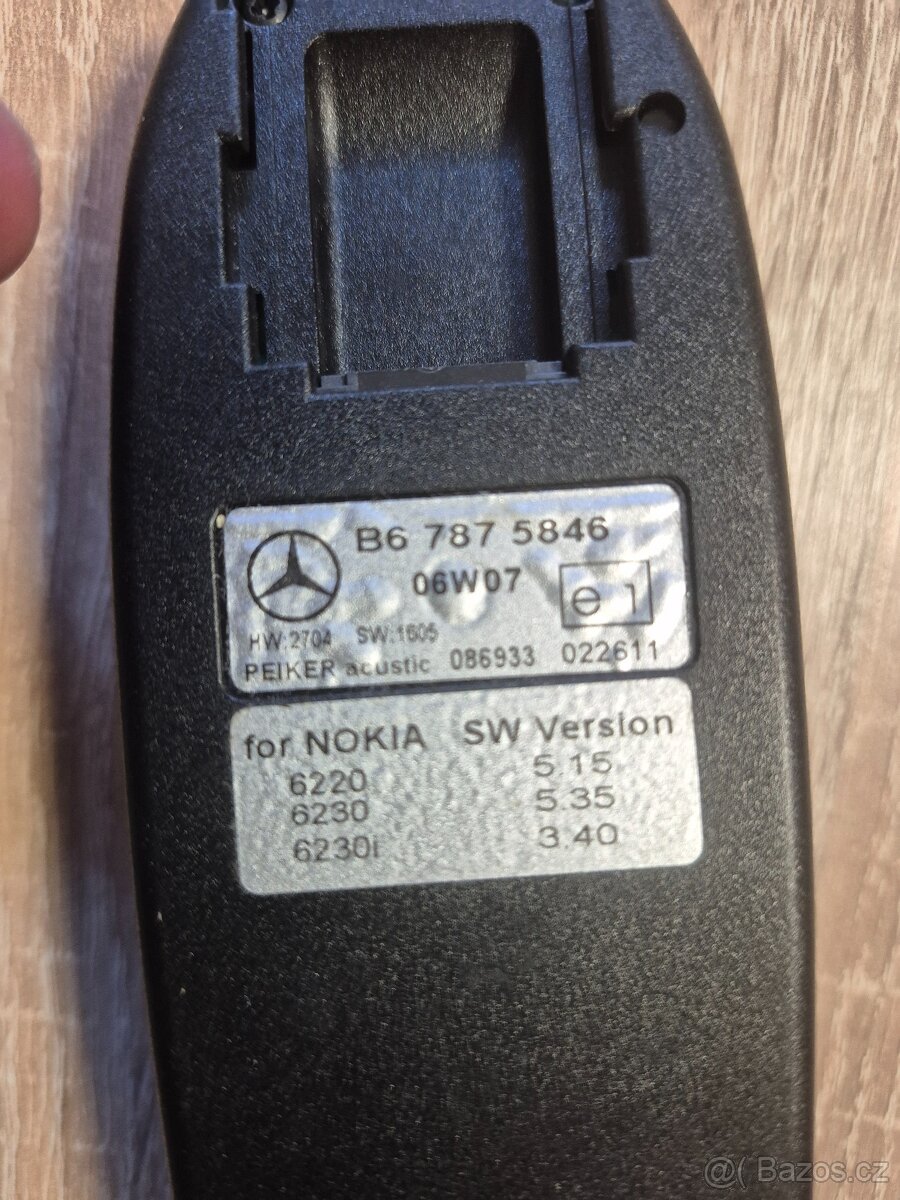 B6 787 5846
06W07
e 1
HW:2704 SW:1605
PEIKER acustic 086933 022611
for NOKIA SW Version
6220 5.15
6230 5.35
6230i 3.40
@( Bazos.cz